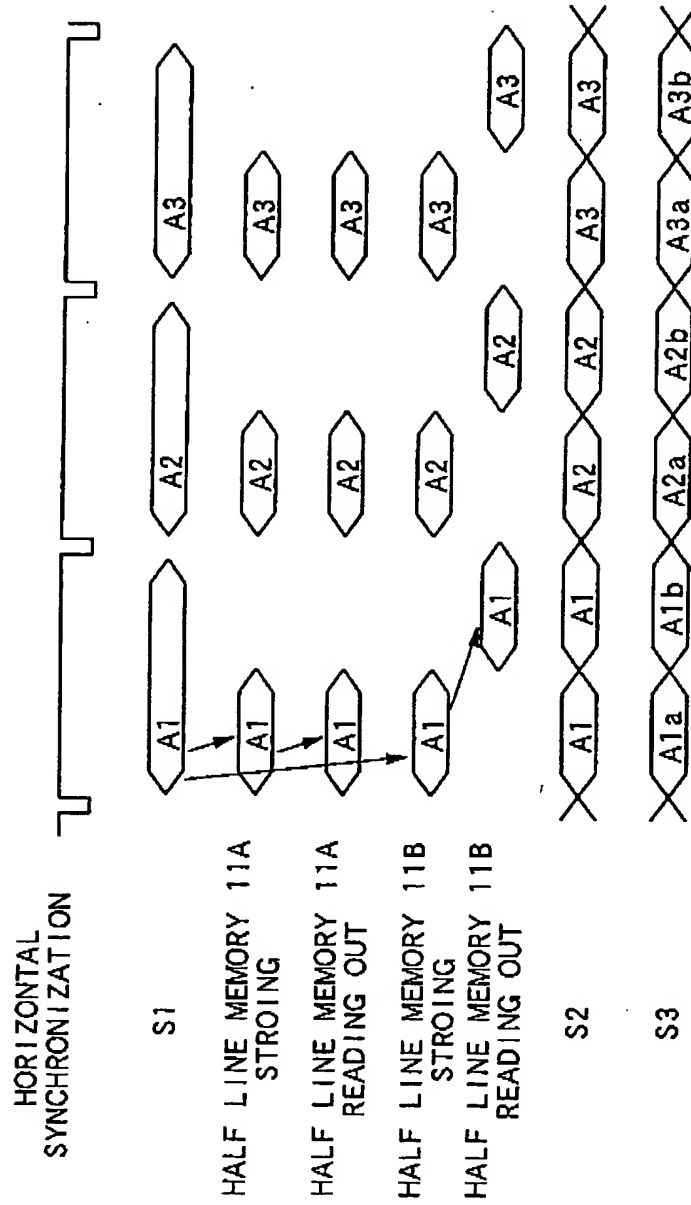 HORIZONTAL
SYNCHRONIZATION
S1
A1 A2 A3
HALF LINE MEMORY 11A
STROING
A1 A2 A3
HALF LINE MEMORY 11A
READING OUT
A1 A2 A3
HALF LINE MEMORY 11B
STROING
A1 A2 A3
HALF LINE MEMORY 11B
READING OUT
A1 A2 A3
S2
A1 A1 A2 A2 A3 A3
S3
A1a A1b A2a A2b A3a A3b